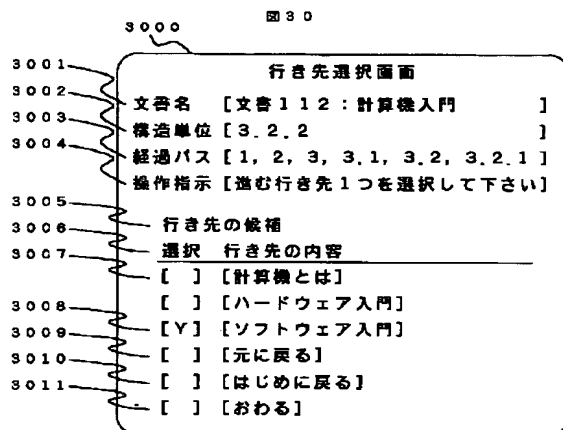 図30
3000
行き先選択画面
3001
3002
文書名 [文書112:計算機入門 ]
3003
構造単位 [3.2.2 ]
3004
経過パス [1, 2, 3, 3.1, 3.2, 3.2.1]
操作指示 [進む行き先1つを選択して下さい]
3005
行き先の候補
3006
選択 行き先の内容
3007
[ ] [計算機とは]
[ ] [ハードウェア入門]
3008
[Y] [ソフトウェア入門]
3009
[ ] [元に戻る]
3010
[ ] [はじめに戻る]
3011
[ ] [おわる]